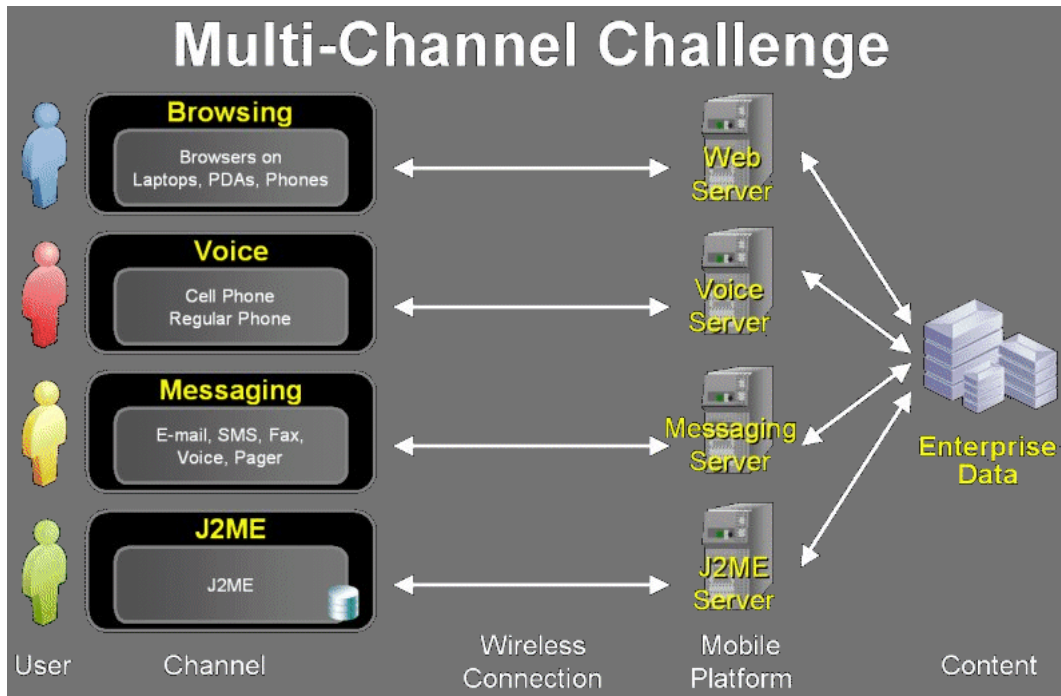 Multi-Channel Challenge
Browsing
Browsers on
Laptops, PDAs, Phones
Web
Server
Voice
Cell Phone
Regular Phone
Voice
Server
Messaging
E-mail, SMS, Fax,
Voice, Pager
Messaging
Server
Enterprise
Data
J2ME
J2ME
J2ME
Server
User
Channel
Wireless
Connection
Mobile
Platform
Content